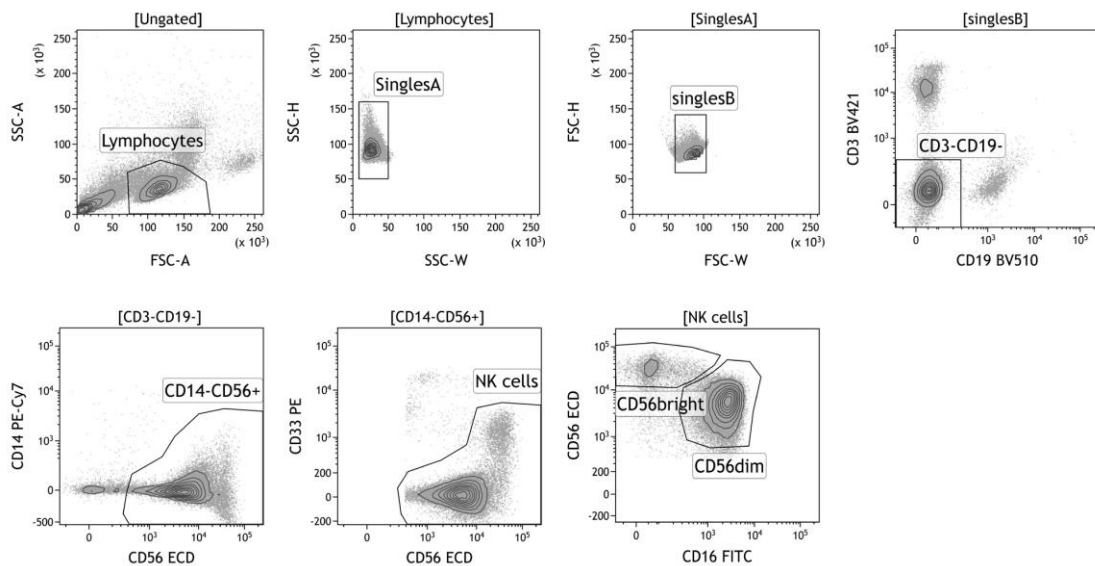 [Ungated]
(x 10³)
250
200
150
100
50
0
SSC-A
Lymphocytes
0 50 100 150 200 250
(x 10³)
FSC-A
[Lymphocytes]
(x 10³)
250
200
150
100
50
0
SSC-H
SinglesA
0 50 100 150 200 250
(x 10³)
SSC-W
[SinglesA]
(x 10³)
250
200
150
100
50
0
FSC-H
singlesB
0 50 100 150 200 250
(x 10³)
FSC-W
[singlesB]
10⁵
10⁴
10³
0
CD3 BV421
CD3-CD19-
0 10³ 10⁴ 10⁵
CD19 BV510
[CD3-CD19-]
10⁵
10⁴
10³
0
-500
CD14 PE-Cy7
CD14-CD56+
0 10³ 10⁴ 10⁵
CD56 ECD
[CD14-CD56+]
10⁵
10⁴
10³
200
0
-200
CD33 PE
NK cells
0 10³ 10⁴ 10⁵
CD56 ECD
[NK cells]
10⁵
10⁴
10³
200
0
-200
CD56 ECD
CD56bright
CD56dim
0 10³ 10⁴ 10⁵
CD16 FITC